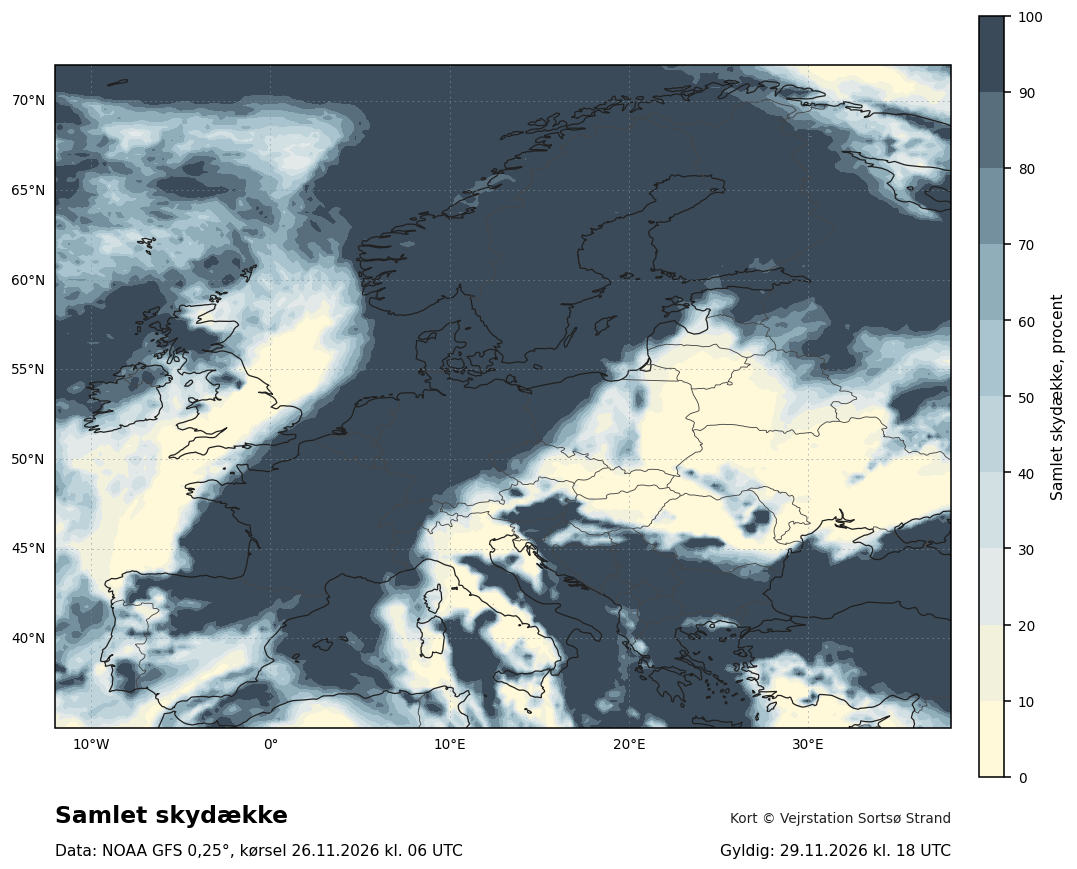 100
70°N
90
80
65°N
70
60°N
60
55°N
50
50°N
40
30
45°N
20
40°N
10
0
Samlet skydække, procent
10°W
0°
10°E
20°E
30°E
Samlet skydække
Kort © Vejrstation Sortsø Strand
Data: NOAA GFS 0,25°, kørsel 26.11.2026 kl. 06 UTC
Gyldig: 29.11.2026 kl. 18 UTC